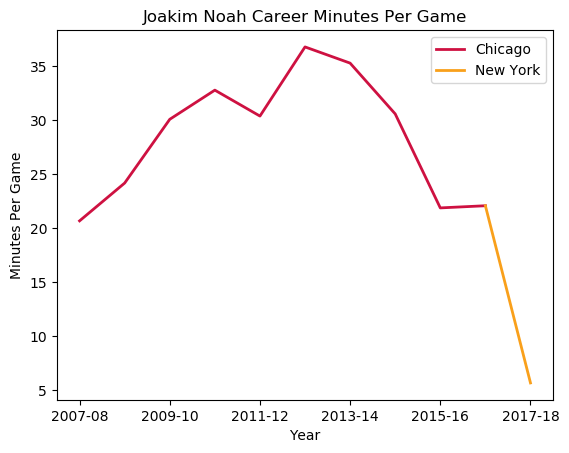 Joakim Noah Career Minutes Per Game
Chicago
New York
Minutes Per Game
35
30
25
20
15
10
5
2007-08 2009-10 2011-12 2013-14 2015-16 2017-18
Year